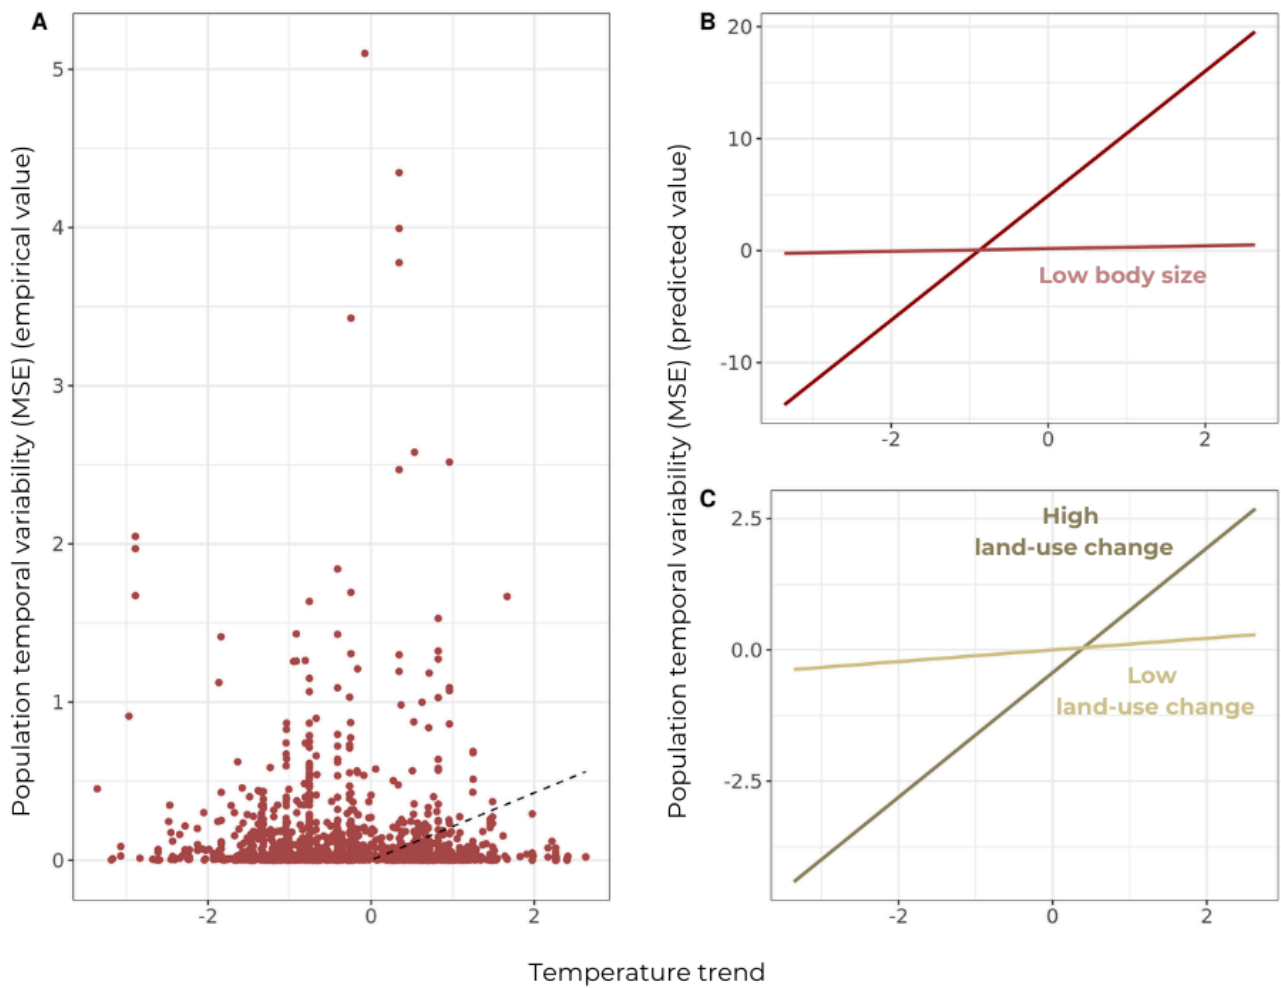 A
Population temporal variability (MSE) (empirical value)
5
4
3
2
1
0
-2 0 2
B
Population temporal variability (MSE) (predicted value)
20
10
0
-10
Low body size
-2 0 2
C
2.5
0.0
-2.5
High
land-use change
Low
land-use change
-2 0 2
Temperature trend